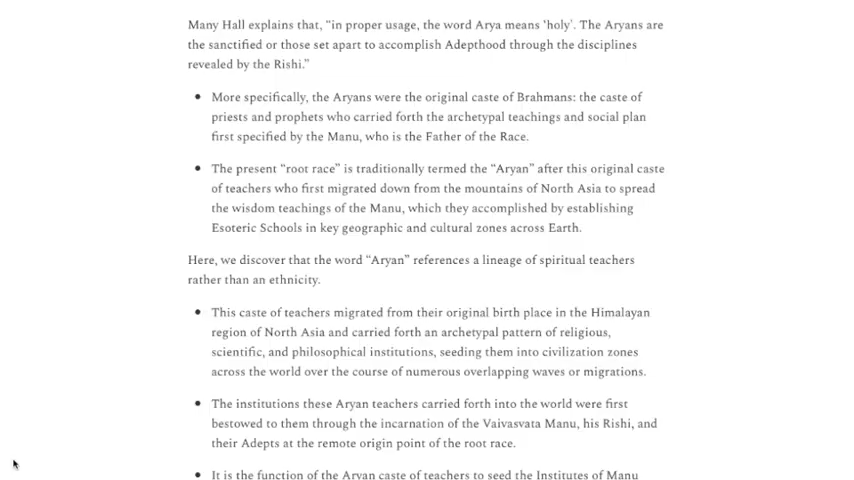 Many Hall explains that, “in proper usage, the word Arya means ‘holy’. The Aryans are
the sanctified or those set apart to accomplish Adepthood through the disciplines
revealed by the Rishi.”
• More specifically, the Aryans were the original caste of Brahmans: the caste of
priests and prophets who carried forth the archetypal teachings and social plan
first specified by the Manu, who is the Father of the Race.
• The present “root race” is traditionally termed the “Aryan” after this original caste
of teachers who first migrated down from the mountains of North Asia to spread
the wisdom teachings of the Manu, which they accomplished by establishing
Esoteric Schools in key geographic and cultural zones across Earth.
Here, we discover that the word “Aryan” references a lineage of spiritual teachers
rather than an ethnicity.
• This caste of teachers migrated from their original birth place in the Himalayan
region of North Asia and carried forth an archetypal pattern of religious,
scientific, and philosophical institutions, seeding them into civilization zones
across the world over the course of numerous overlapping waves or migrations.
• The institutions these Aryan teachers carried forth into the world were first
bestowed to them through the incarnation of the Vaivasvata Manu, his Rishi, and
their Adepts at the remote origin point of the root race.
• It is the function of the Aryan caste of teachers to seed the Institutes of Manu